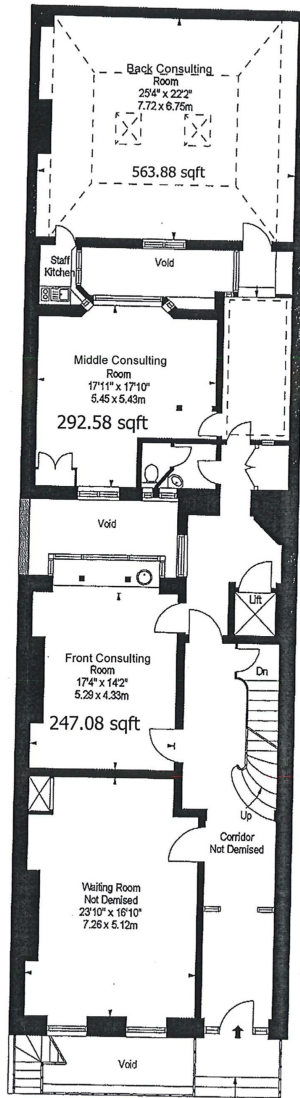 Back Consulting
Room
25'4" x 22'2"
7.72 x 6.75m
563.88 sqft
Staff
Kitchen
Void
Middle Consulting
Room
17'11" x 17'10"
5.45 x 5.43m
292.58 sqft
Void
Lift
Front Consulting
Room
17'4" x 14'2"
5.29 x 4.33m
247.08 sqft
Dn
Up
Corridor
Not Demised
Waiting Room
Not Demised
23'10" x 16'10"
7.26 x 5.12m
Void